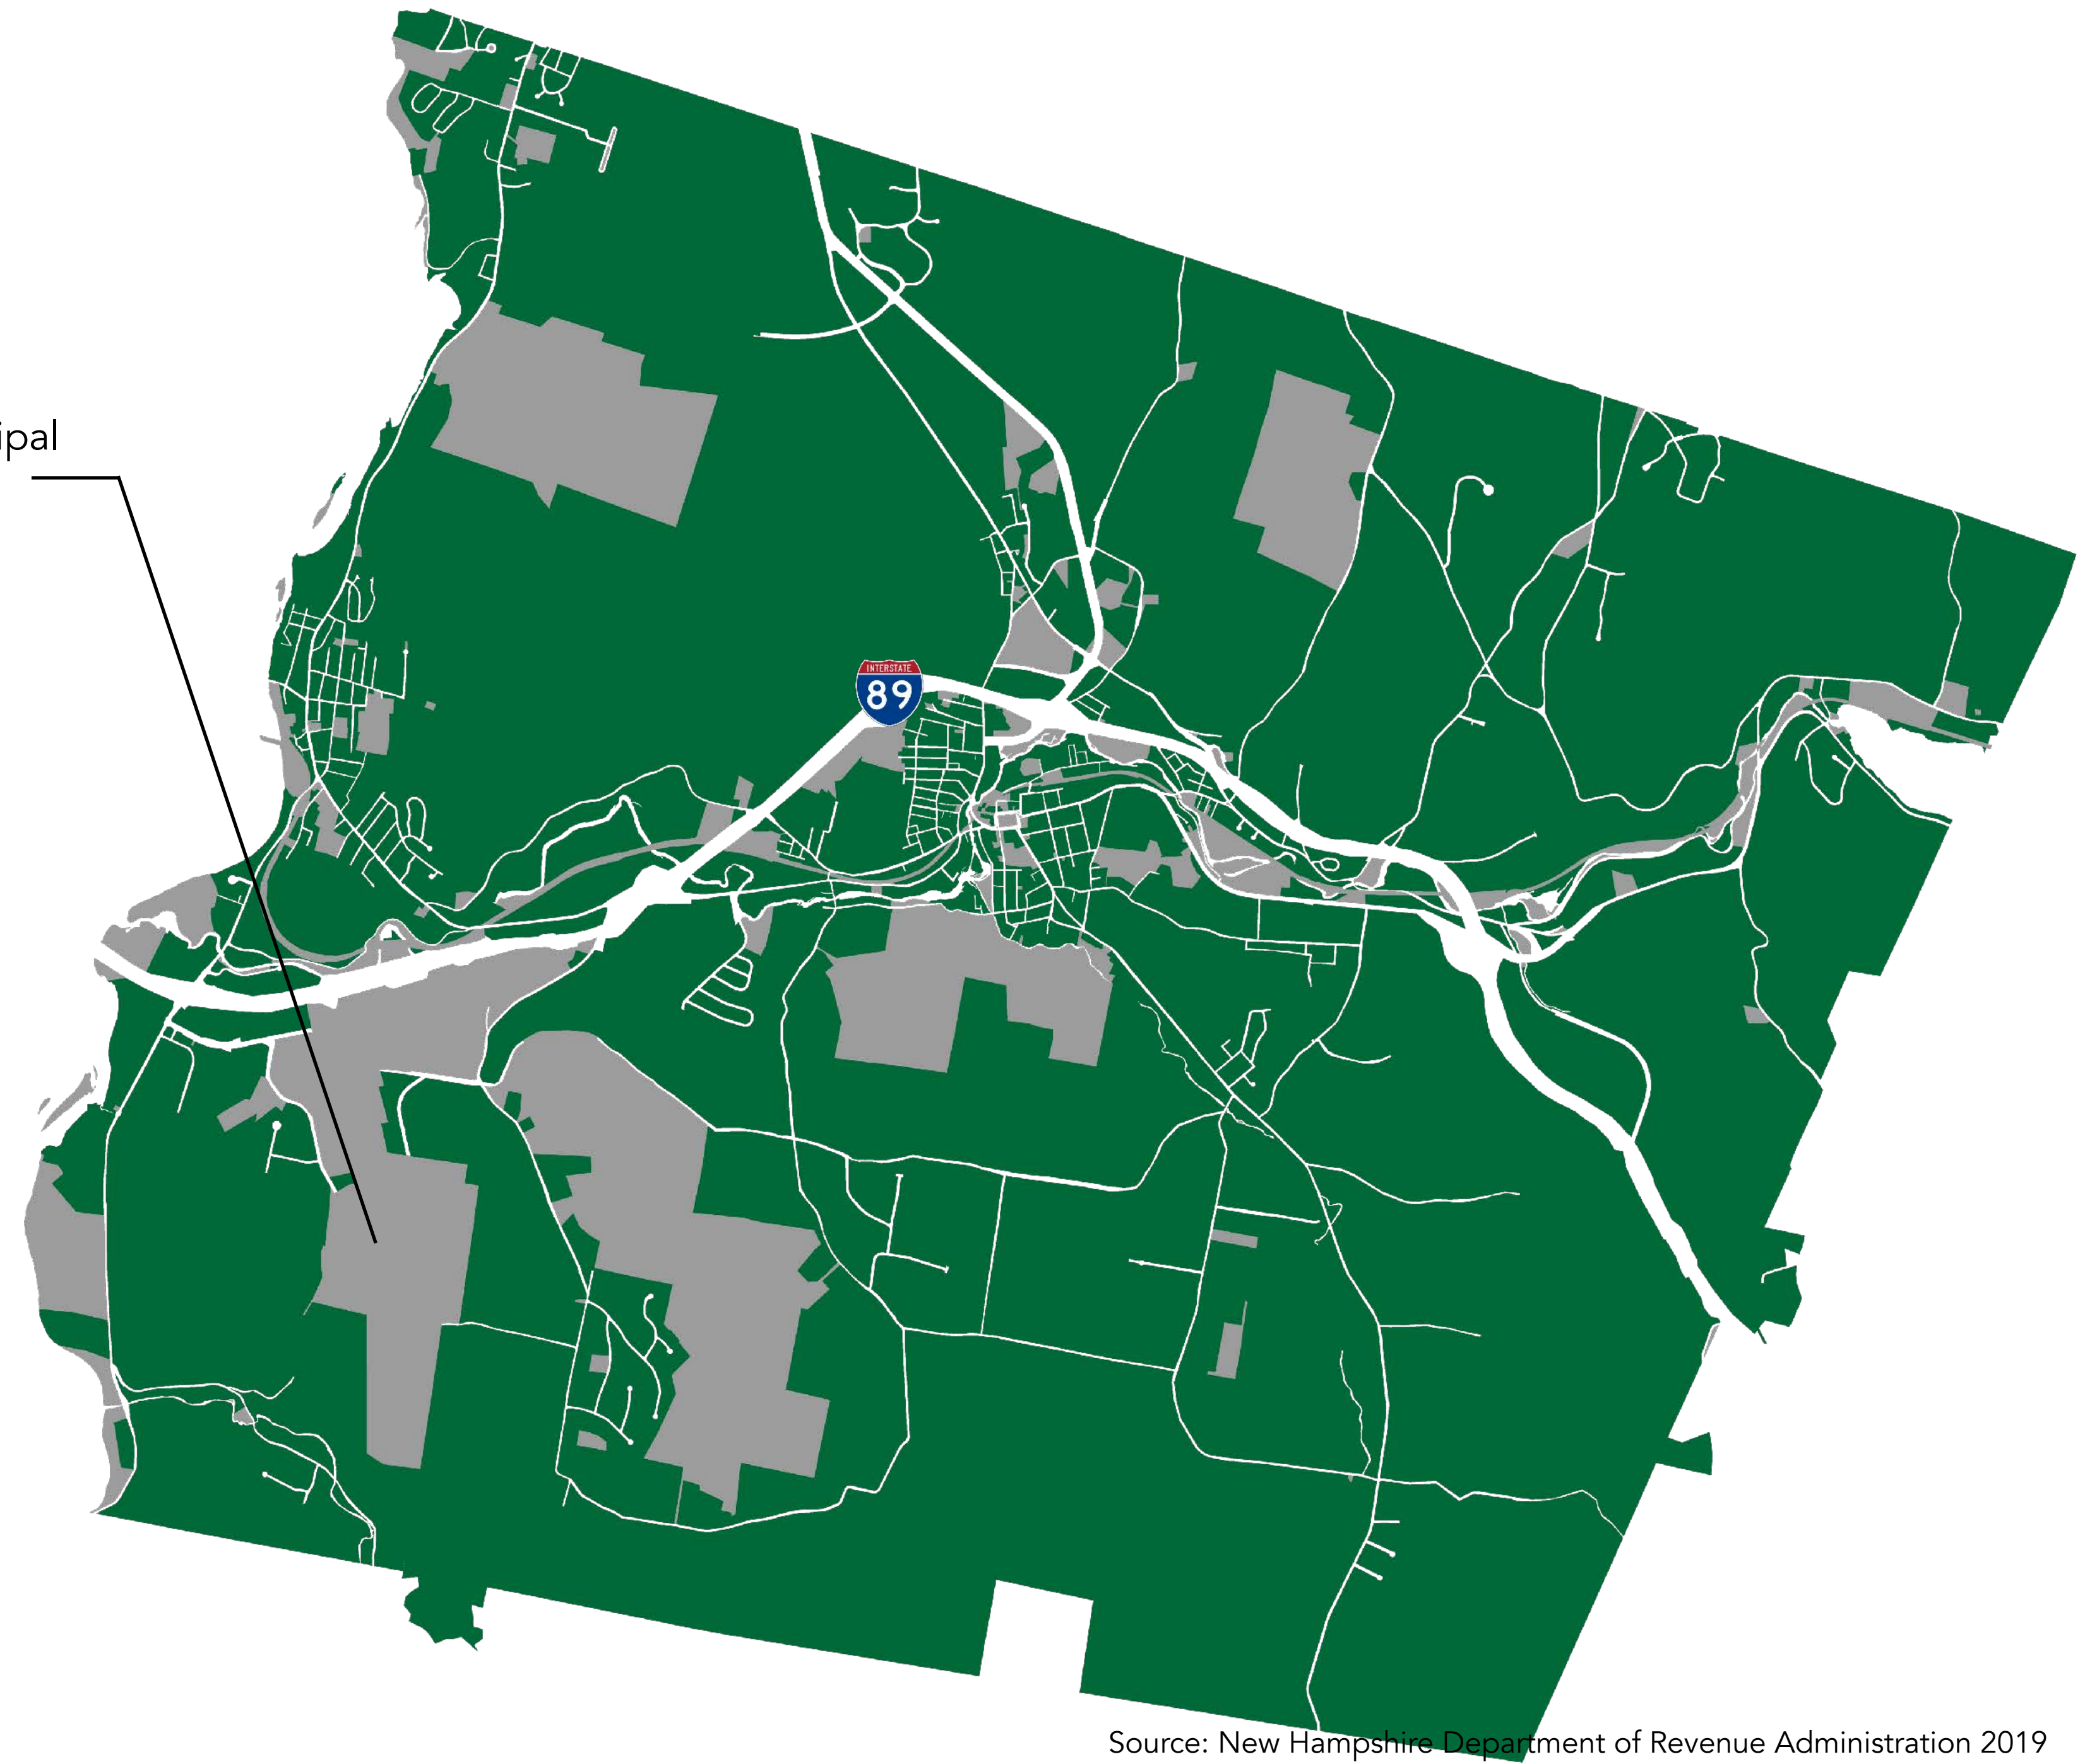 ipal
INTERSTATE
89
Source: New Hampshire Department of Revenue Administration 2019